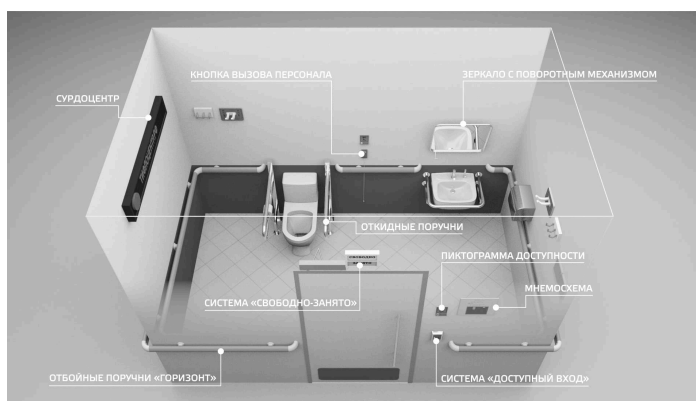 КНОПКА ВЫЗОВА ПЕРСОНАЛА
ЗЕРКАЛО С ПОВОРОТНЫМ МЕХАНИЗМОМ
СУРДОЦЕНТР
ОТКИДНЫЕ ПОРУЧНИ
ПИКТОГРАММА ДОСТУПНОСТИ
МНЕМОСХЕМА
СИСТЕМА «СВОБОДНО-ЗАНЯТО»
ОТБОЙНЫЕ ПОРУЧНИ «ГОРИЗОНТ»
СИСТЕМА «ДОСТУПНЫЙ ВХОД»